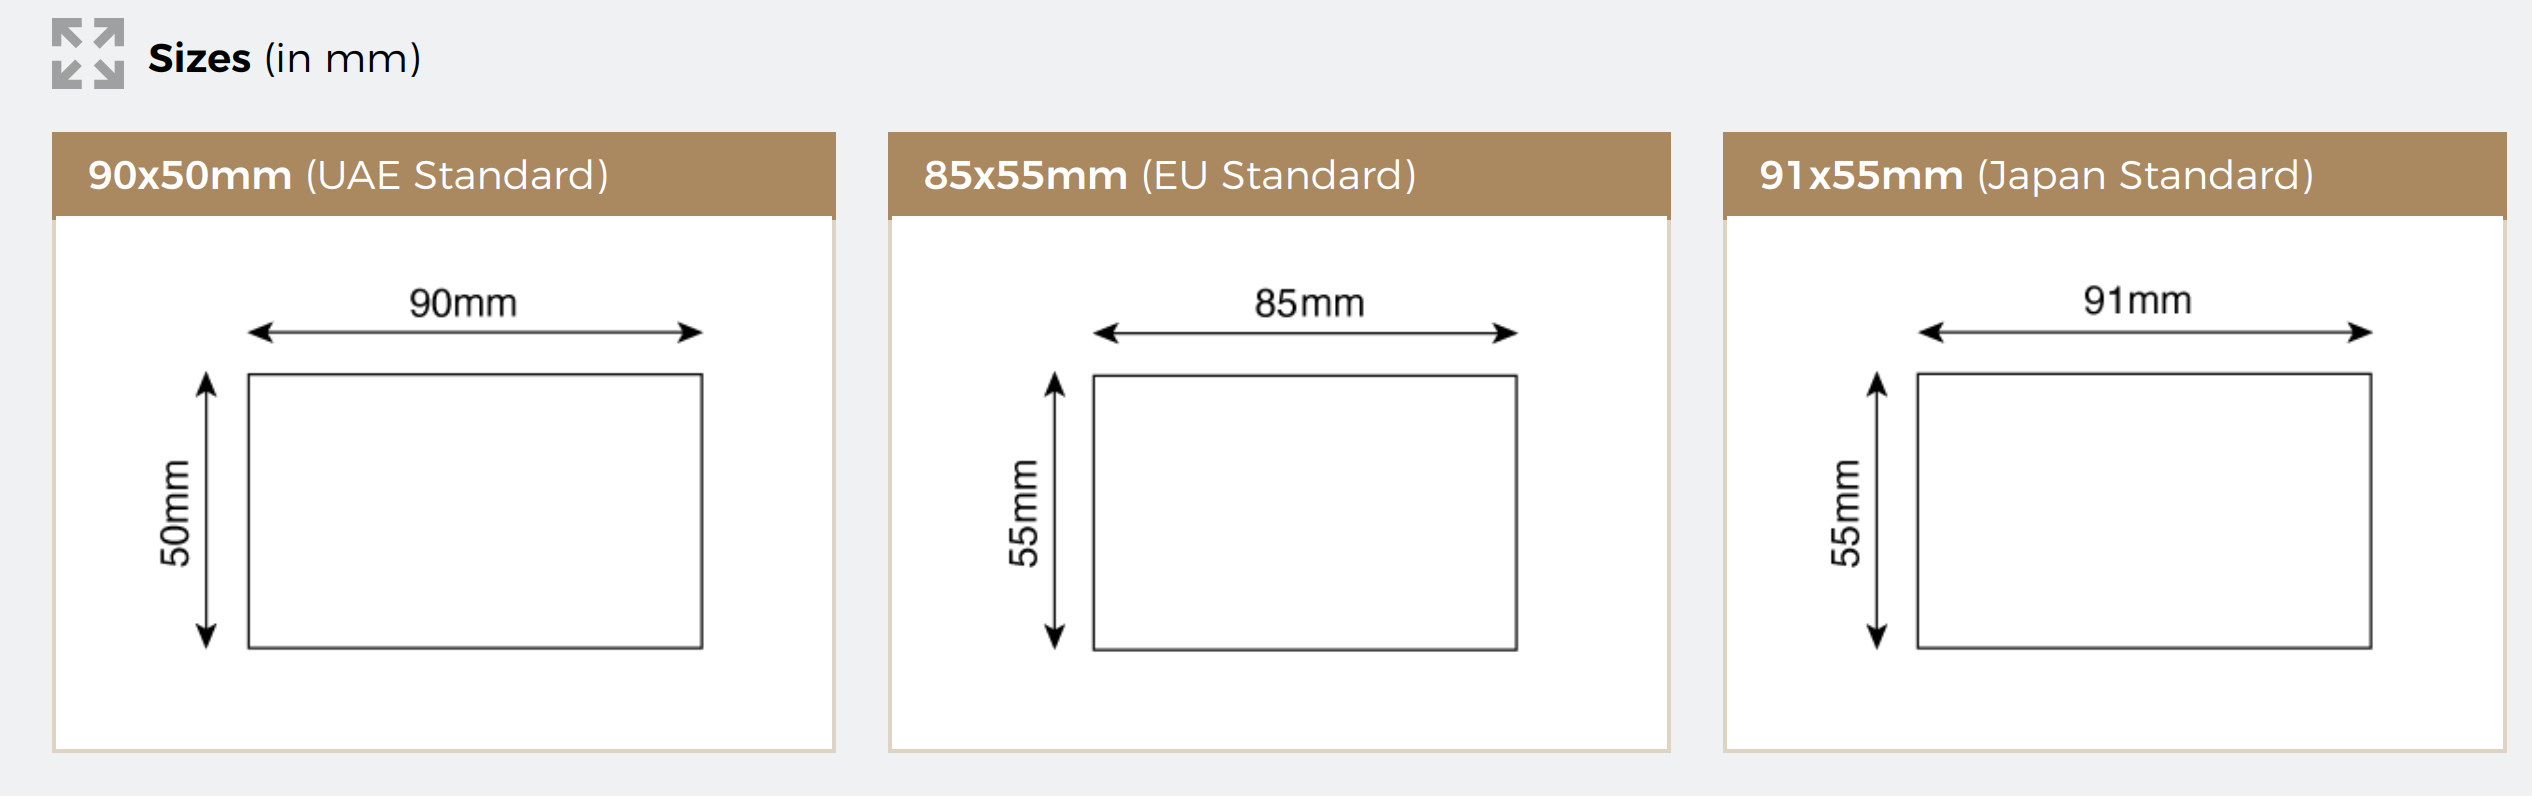 Sizes (in mm)
90x50mm (UAE Standard)
90mm
50mm
85x55mm (EU Standard)
85mm
55mm
91x55mm (Japan Standard)
91mm
55mm